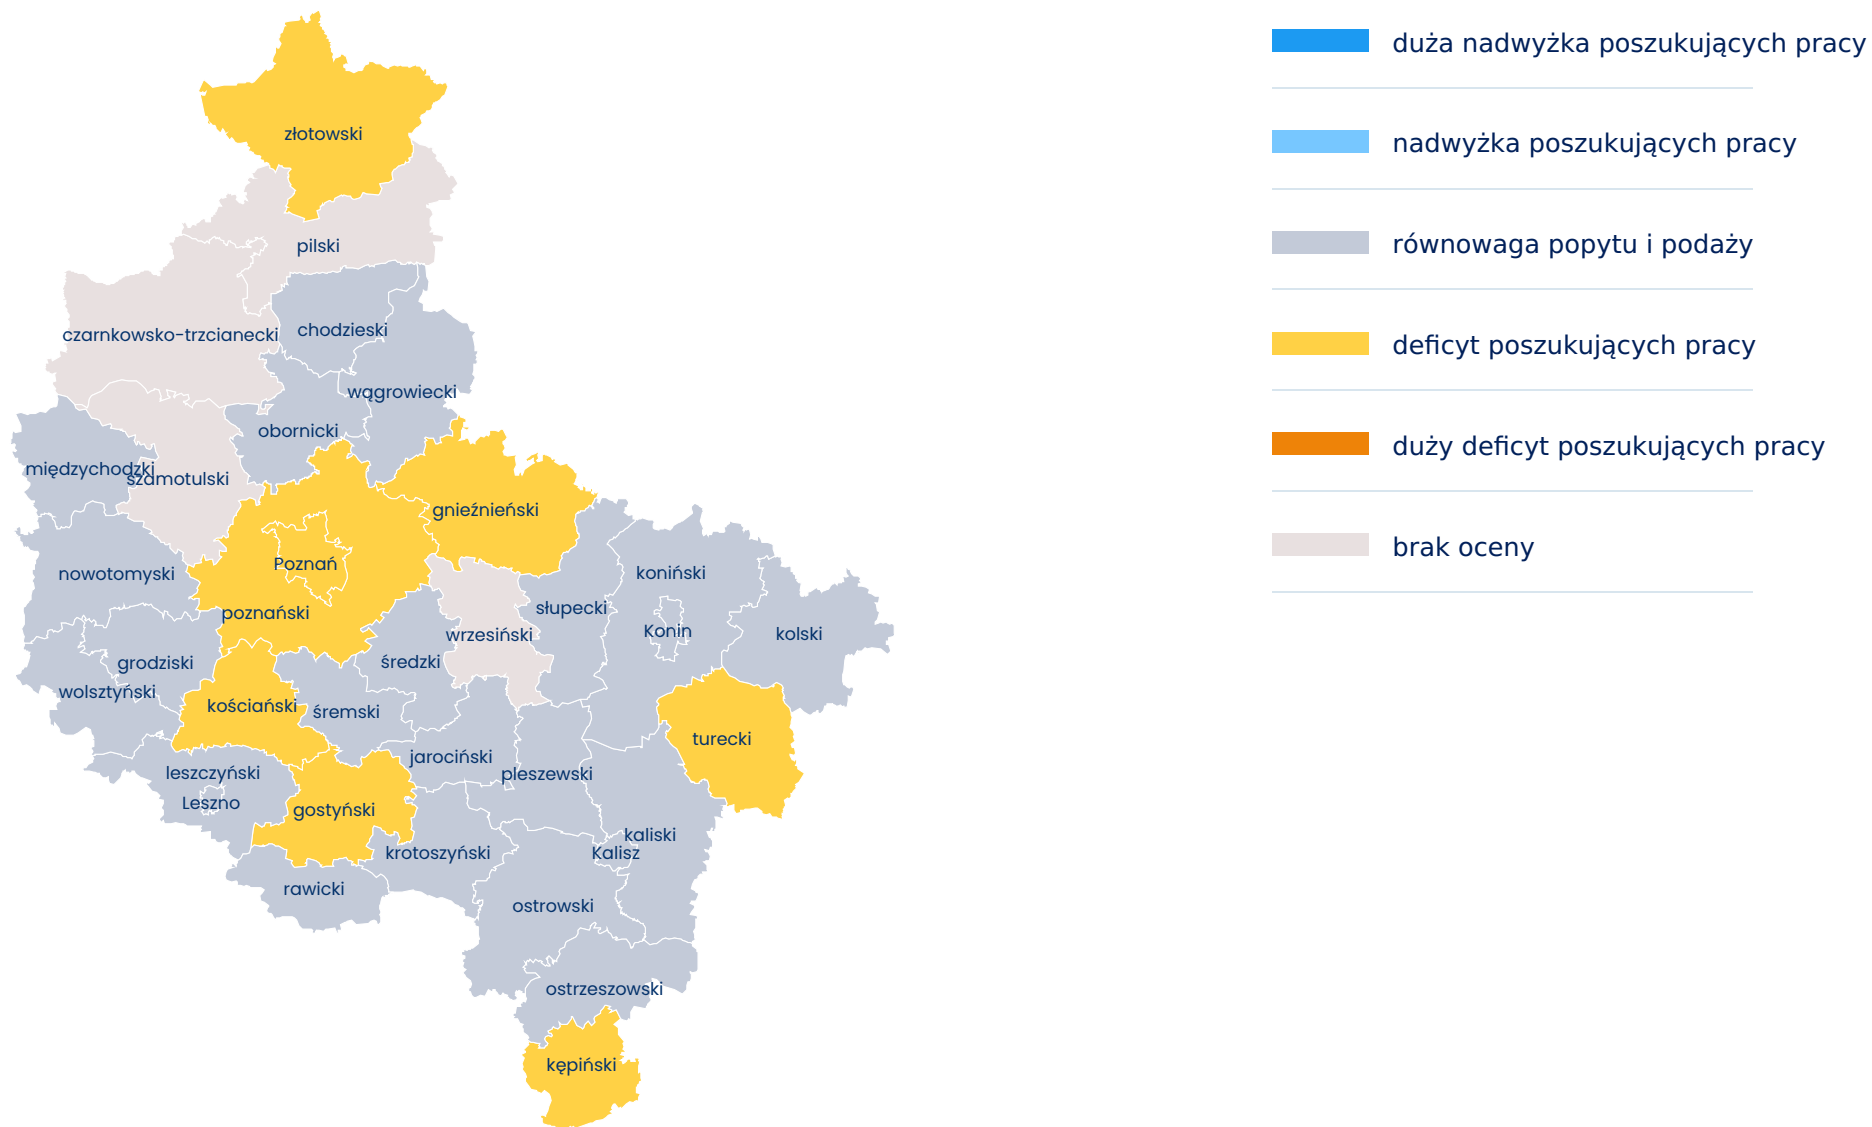 duża nadwyżka poszukujących pracy
nadwyżka poszukujących pracy
równowaga popytu i podaży
deficyt poszukujących pracy
duży deficyt poszukujących pracy
brak oceny
złotowski
pilski
czarnkowsko-trzcianecki
chodzieski
wągrowiecki
obornicki
międzychodzki
szamotulski
gnieźnieński
Poznań
nowotomyski
koniński
słupecki
poznański
Konin
kolski
wrzesiński
grodziski
średzki
wolsztyński
kościański
śremski
turecki
jarociński
leszczyński
pleszewski
Leszno
gostyński
kaliski
Kalisz
krotoszyński
rawicki
ostrowski
ostrzeszowski
kępiński